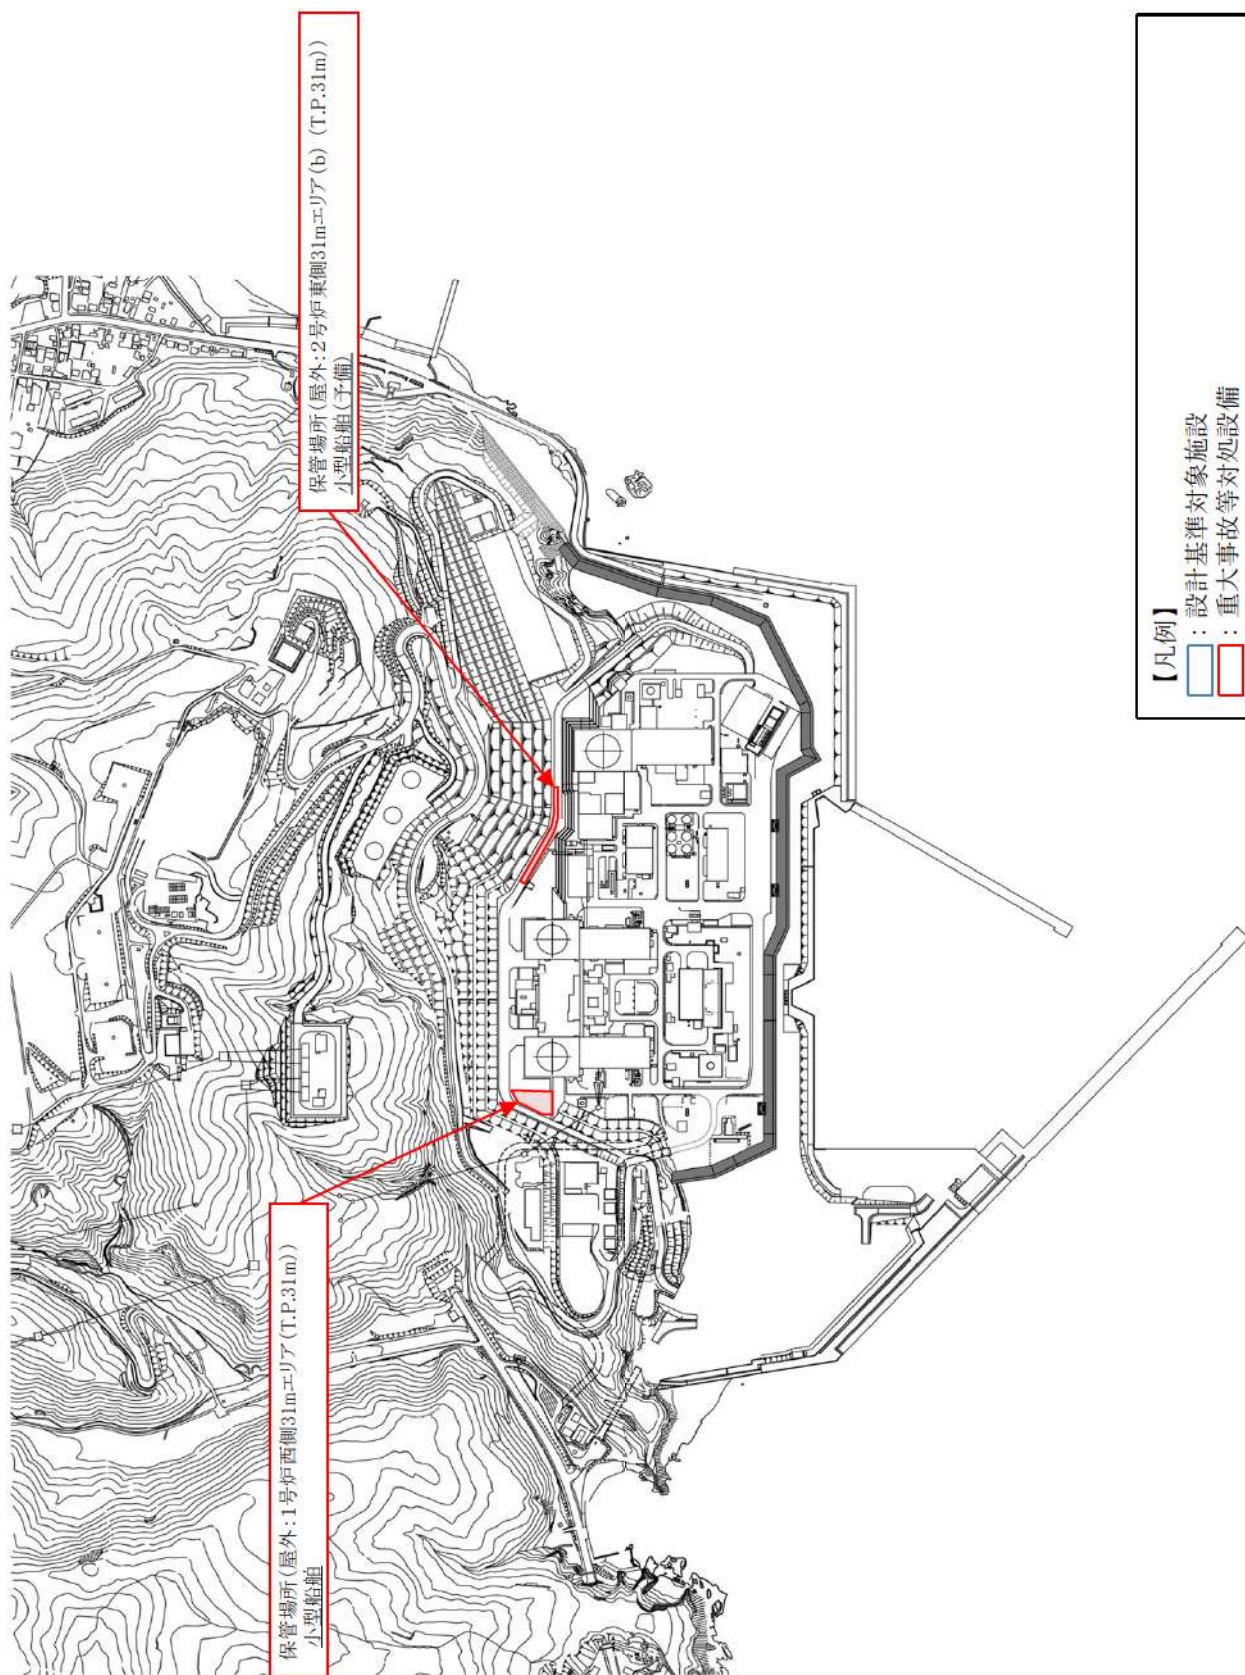 保管場所(屋外:1号炉西側31mエリア(T.P.31m))
小型船舶
保管場所(屋外:2号炉東側31mエリア(b) (T.P.31m))
小型船舶(予備)
【凡例】
:設計基準対象施設
:重大事故等対処設備